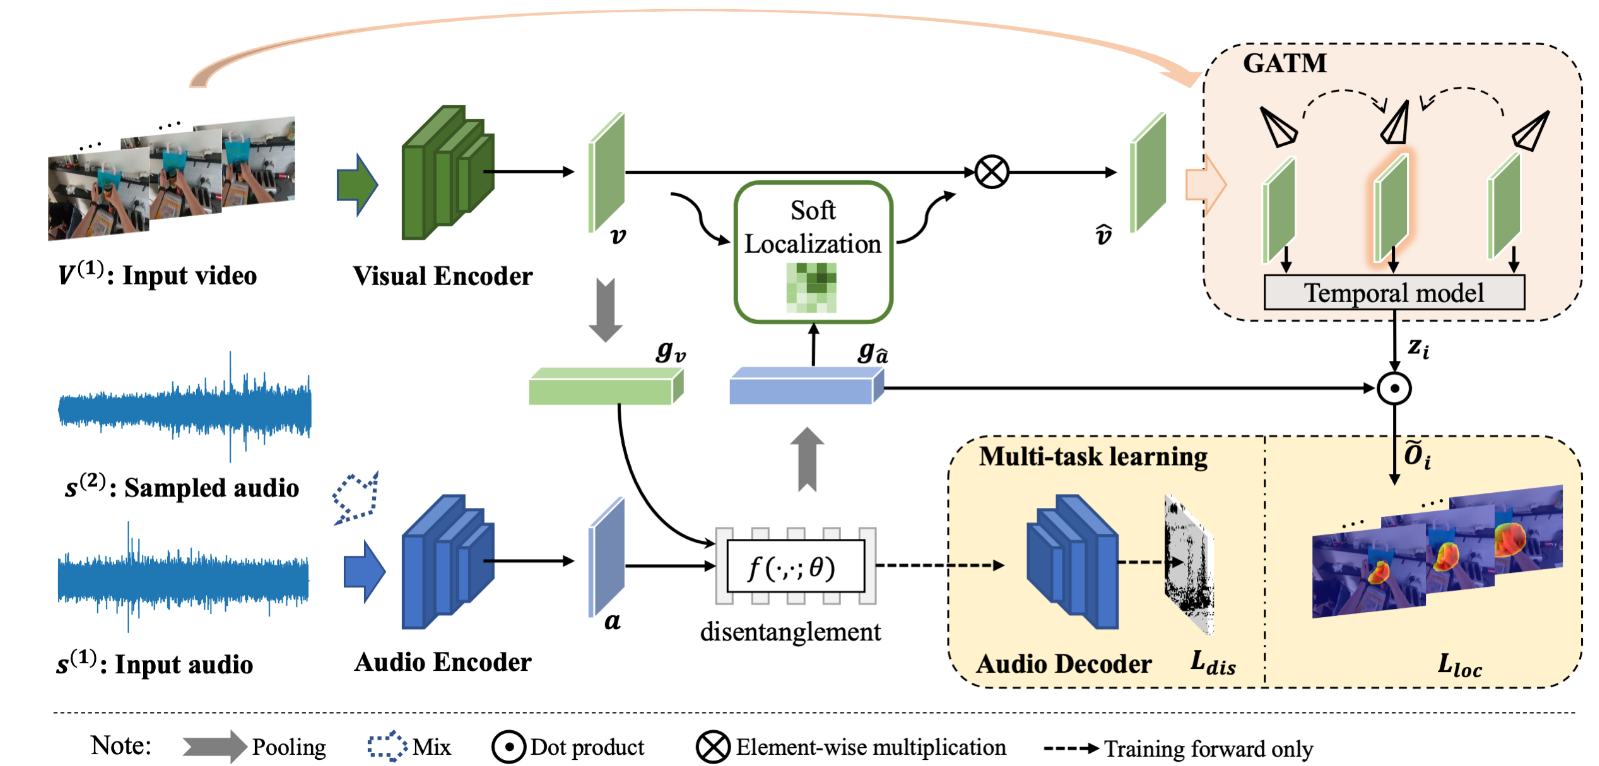 GATM
Soft
Localization
v
v̂
V⁽¹⁾: Input video
Visual Encoder
Temporal model
z_i
g_v
g_â
s⁽²⁾: Sampled audio
Multi-task learning
Õ_i
f(·,·;θ)
a
disentanglement
s⁽¹⁾: Input audio
Audio Encoder
Audio Decoder
L_dis
L_loc
Note:
Pooling
Mix
Dot product
Element-wise multiplication
Training forward only